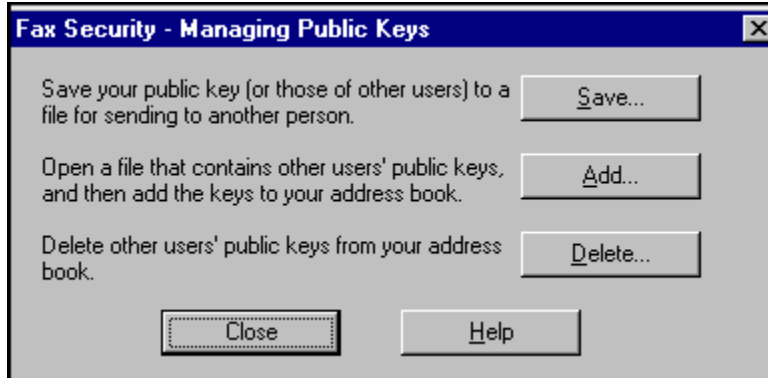 Fax Security - Managing Public Keys
Save your public key (or those of other users) to a
file for sending to another person.
Save...
Open a file that contains other users' public keys,
and then add the keys to your address book.
Add...
Delete other users' public keys from your address
book.
Delete...
Close
Help